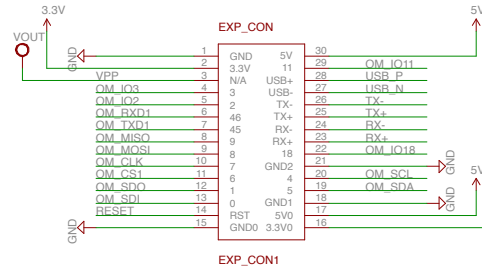 3.3V
5V
EXP_CON
VOUT
GND 1 GND 5V 30
2 3.3V 11 29 OM_IO11
VPP 3 N/A USB+ 28 USB_P
OM_IO3 4 3 USB- 27 USB_N
OM_IO2 5 2 TX- 26 TX-
OM_RXD1 6 46 TX+ 25 TX+
OM_TXD1 7 45 RX- 24 RX-
OM_MISO 8 9 RX+ 23 RX+
OM_MOSI 9 8 18 22 OM_IO18
OM_CLK 10 7 GND2 21 GND
OM_CS1 11 6 4 20 OM_SCL
OM_SDO 12 1 5 19 OM_SDA
OM_SDI 13 0 GND1 18 GND
RESET 14 RST 5V0 17 5V
GND 15 GND0 3.3V0 16
EXP_CON1